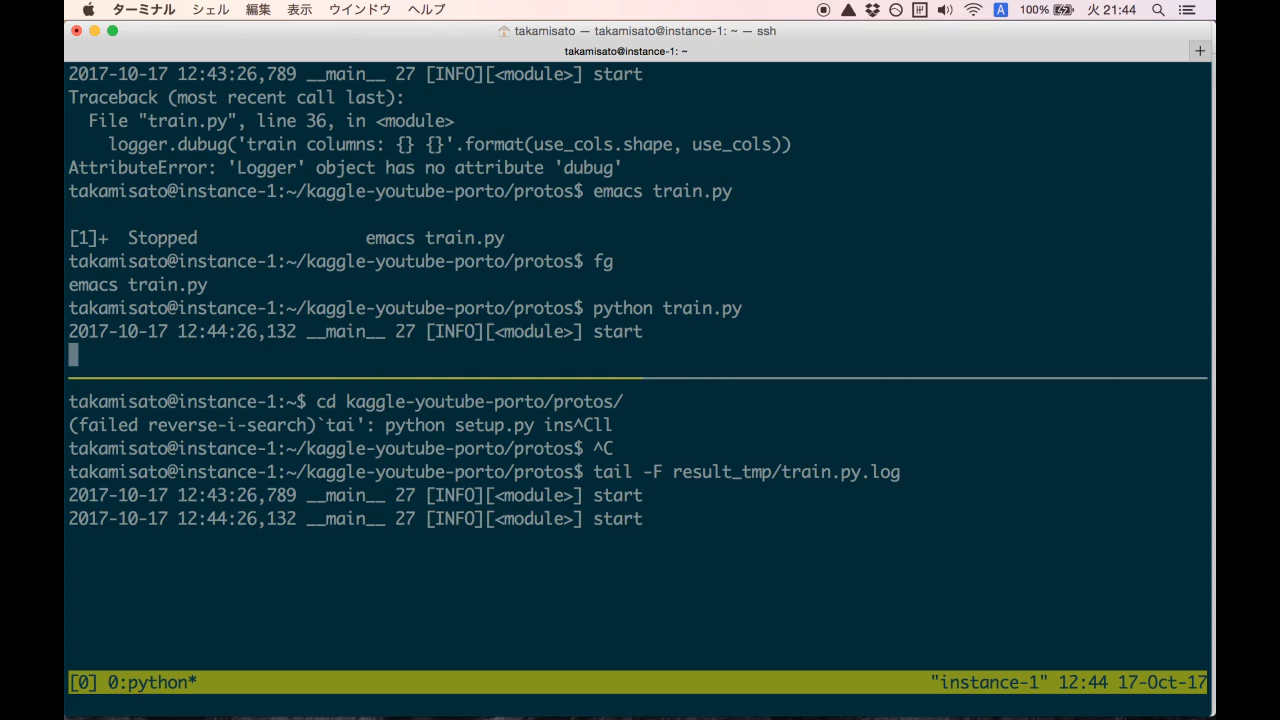 ターミナル シェル 編集 表示 ウインドウ ヘルプ A 100% 火 21:44
takamisato — takamisato@instance-1: ~ — ssh
takamisato@instance-1: ~
+
2017-10-17 12:43:26,789 __main__ 27 [INFO][<module>] start
Traceback (most recent call last):
  File "train.py", line 36, in <module>
    logger.dubug('train columns: {} {}'.format(use_cols.shape, use_cols))
AttributeError: 'Logger' object has no attribute 'dubug'
takamisato@instance-1:~/kaggle-youtube-porto/protos$ emacs train.py
[1]+  Stopped                 emacs train.py
takamisato@instance-1:~/kaggle-youtube-porto/protos$ fg
emacs train.py
takamisato@instance-1:~/kaggle-youtube-porto/protos$ python train.py
2017-10-17 12:44:26,132 __main__ 27 [INFO][<module>] start
takamisato@instance-1:~$ cd kaggle-youtube-porto/protos/
(failed reverse-i-search)`tai': python setup.py ins^Cll
takamisato@instance-1:~/kaggle-youtube-porto/protos$ ^C
takamisato@instance-1:~/kaggle-youtube-porto/protos$ tail -F result_tmp/train.py.log
2017-10-17 12:43:26,789 __main__ 27 [INFO][<module>] start
2017-10-17 12:44:26,132 __main__ 27 [INFO][<module>] start
[0] 0:python* "instance-1" 12:44 17-Oct-17